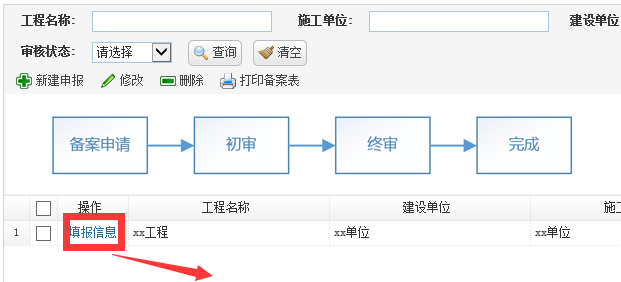 工程名称： 施工单位： 建设单位
审核状态： 请选择 查询 清空
新建申报 修改 删除 打印备案表
备案申请 初审 终审 完成
操作 工程名称 建设单位 施工
1 填报信息 xx工程 xx单位 xx单位